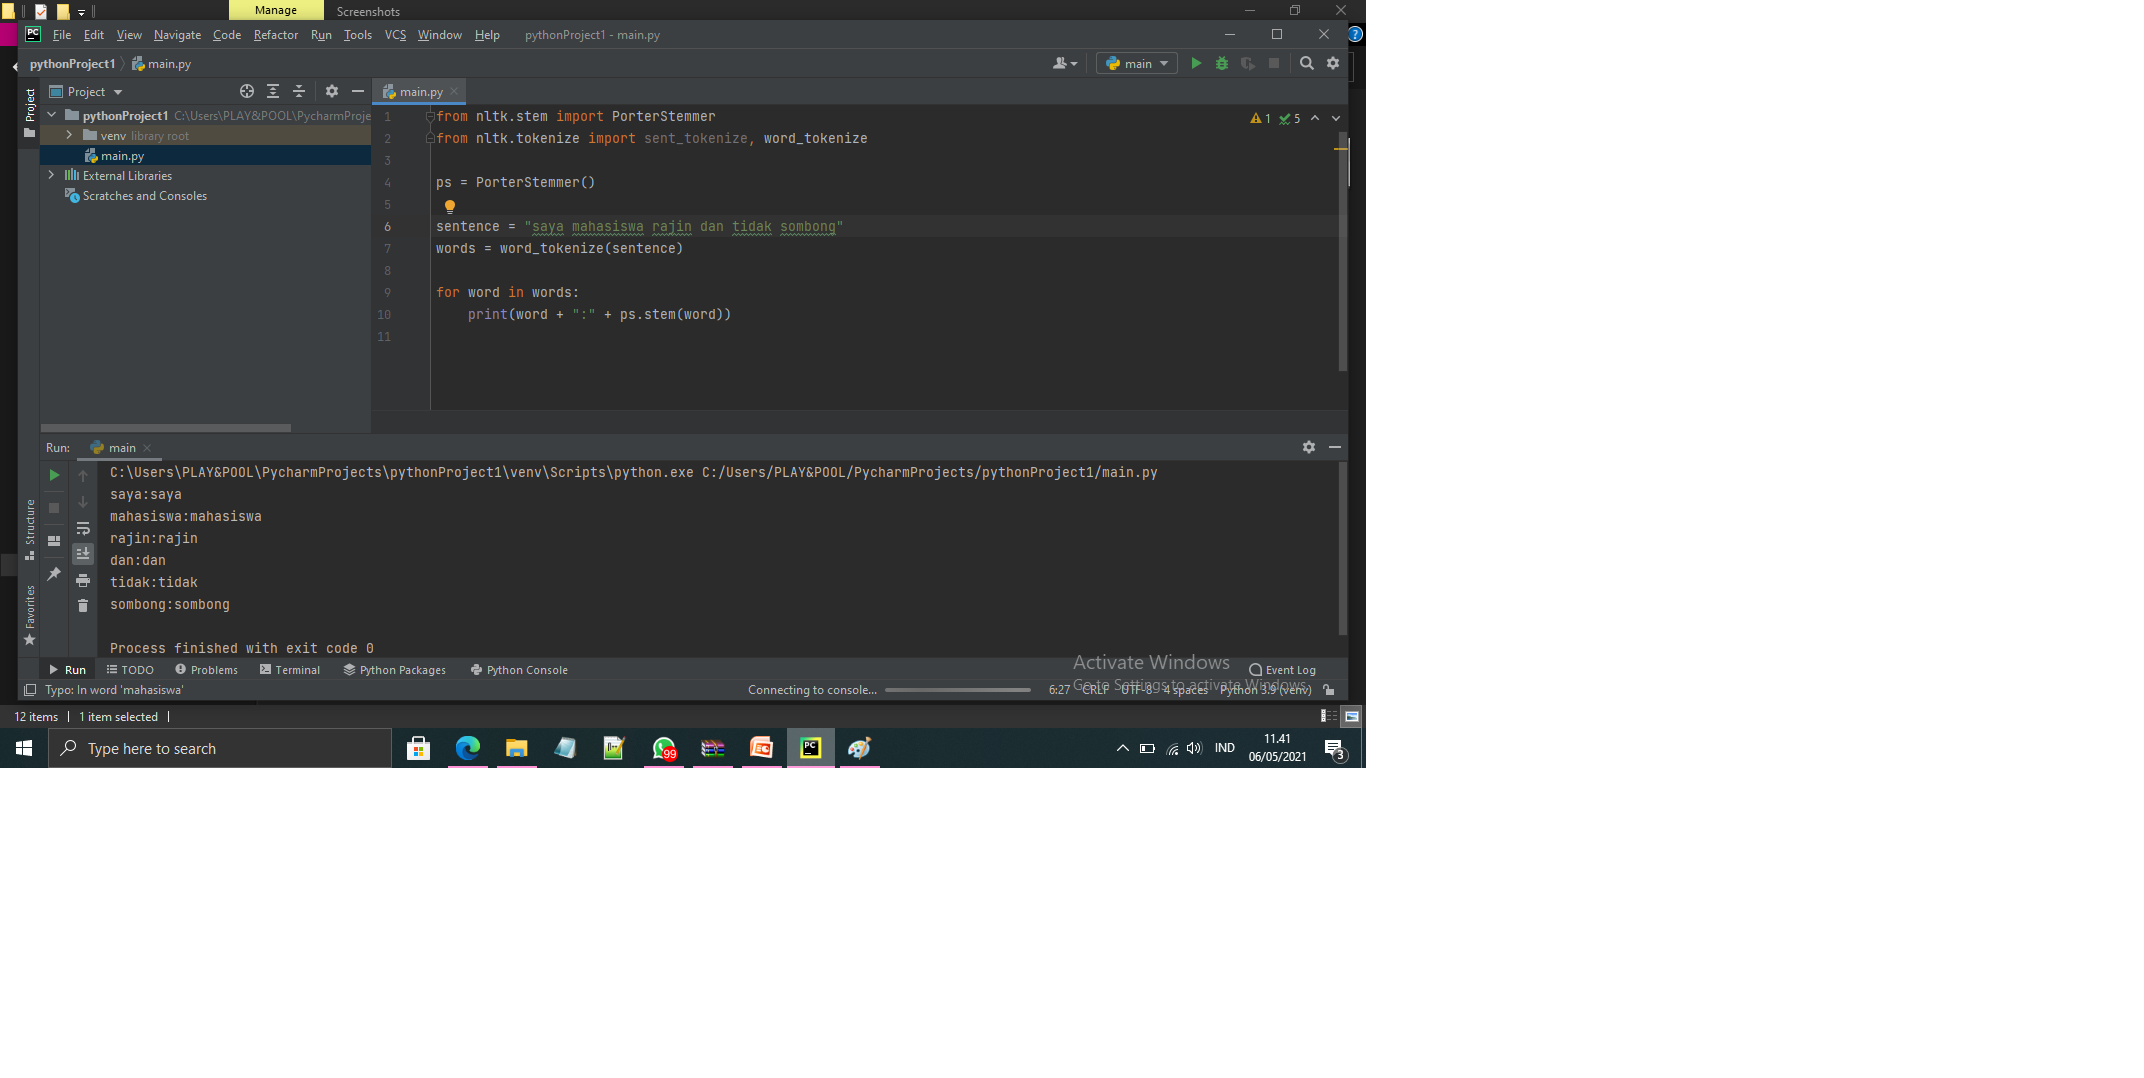 Manage
Screenshots
File Edit View Navigate Code Refactor Run Tools VCS Window Help pythonProject1 - main.py
pythonProject1 main.py
main
Project
Project
main.py
pythonProject1 C:\Users\PLAY&POOL\PycharmProje
venv library root
main.py
External Libraries
Scratches and Consoles
1 from nltk.stem import PorterStemmer
2 from nltk.tokenize import sent_tokenize, word_tokenize
3
4 ps = PorterStemmer()
5
6 sentence = "saya mahasiswa rajin dan tidak sombong"
7 words = word_tokenize(sentence)
8
9 for word in words:
10     print(word + ":" + ps.stem(word))
11
1 5
Run: main
C:\Users\PLAY&POOL\PycharmProjects\pythonProject1\venv\Scripts\python.exe C:/Users/PLAY&POOL/PycharmProjects/pythonProject1/main.py
saya:saya
mahasiswa:mahasiswa
rajin:rajin
dan:dan
tidak:tidak
sombong:sombong
Process finished with exit code 0
Structure
Favorites
Run TODO Problems Terminal Python Packages Python Console
Event Log
Activate Windows
Go to Settings to activate Windows.
Typo: In word 'mahasiswa'
Connecting to console...
6:27 CRLF UTF-8 4 spaces Python 3.9 (venv)
12 items 1 item selected
Type here to search
99
IND
11.41
06/05/2021
3